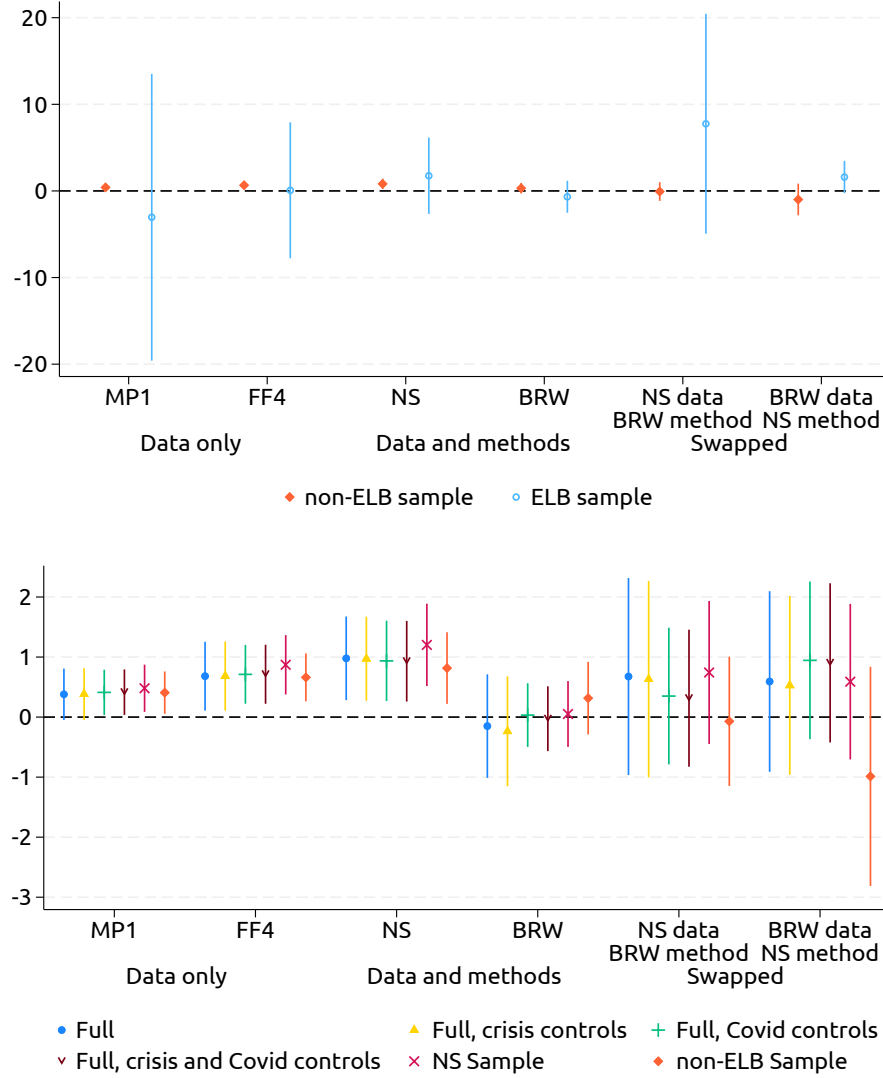 20
10
0
-10
-20
MP1 FF4 NS BRW NS data BRW data
BRW method NS method
Data only Data and methods Swapped
non-ELB sample ELB sample
2
1
0
-1
-2
-3
MP1 FF4 NS BRW NS data BRW data
BRW method NS method
Data only Data and methods Swapped
Full Full, crisis controls Full, Covid controls
Full, crisis and Covid controls NS Sample non-ELB Sample